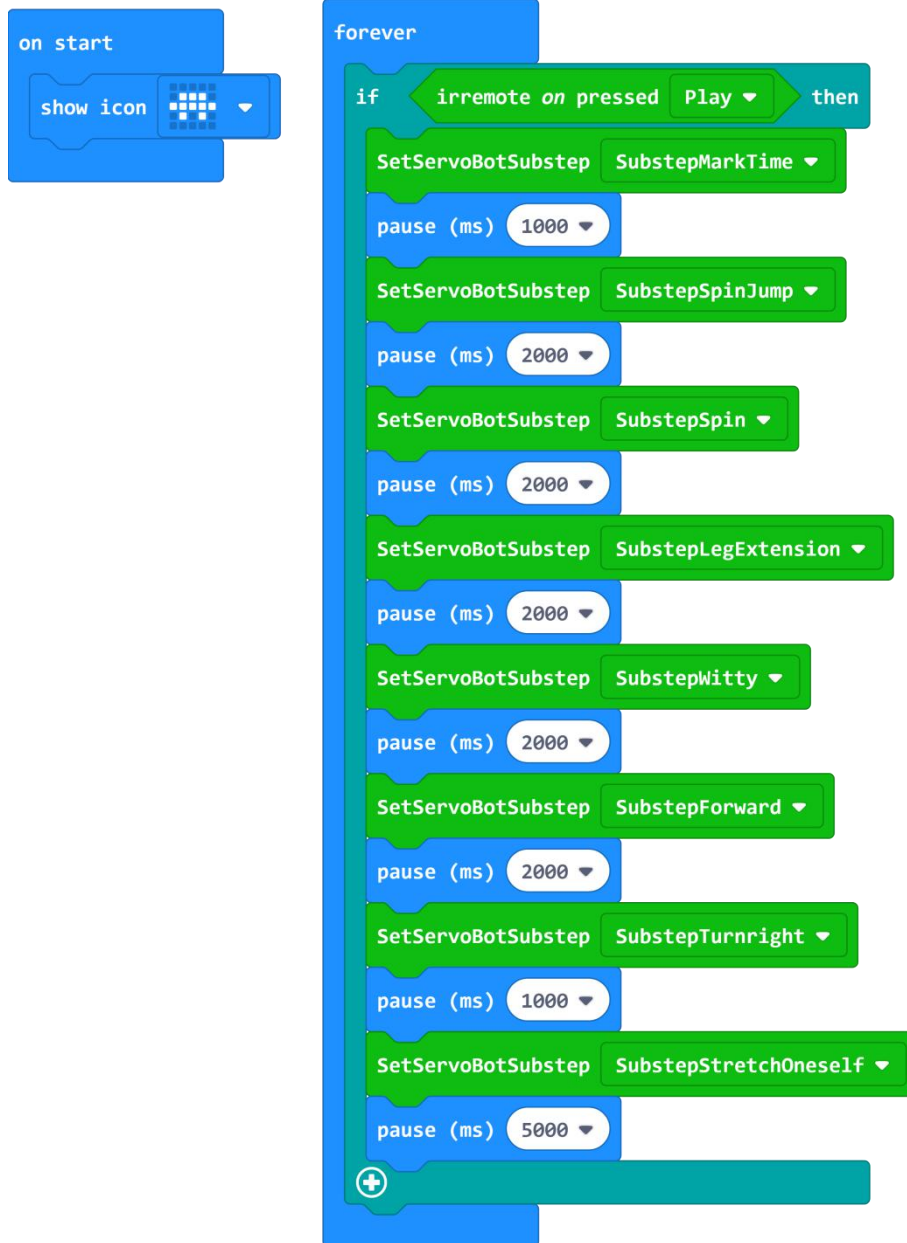 on start
show icon
forever
if irremote on pressed Play then
SetServoBotSubstep SubstepMarkTime
pause (ms) 1000
SetServoBotSubstep SubstepSpinJump
pause (ms) 2000
SetServoBotSubstep SubstepSpin
pause (ms) 2000
SetServoBotSubstep SubstepLegExtension
pause (ms) 2000
SetServoBotSubstep SubstepWitty
pause (ms) 2000
SetServoBotSubstep SubstepForward
pause (ms) 2000
SetServoBotSubstep SubstepTurnright
pause (ms) 1000
SetServoBotSubstep SubstepStretchOneself
pause (ms) 5000